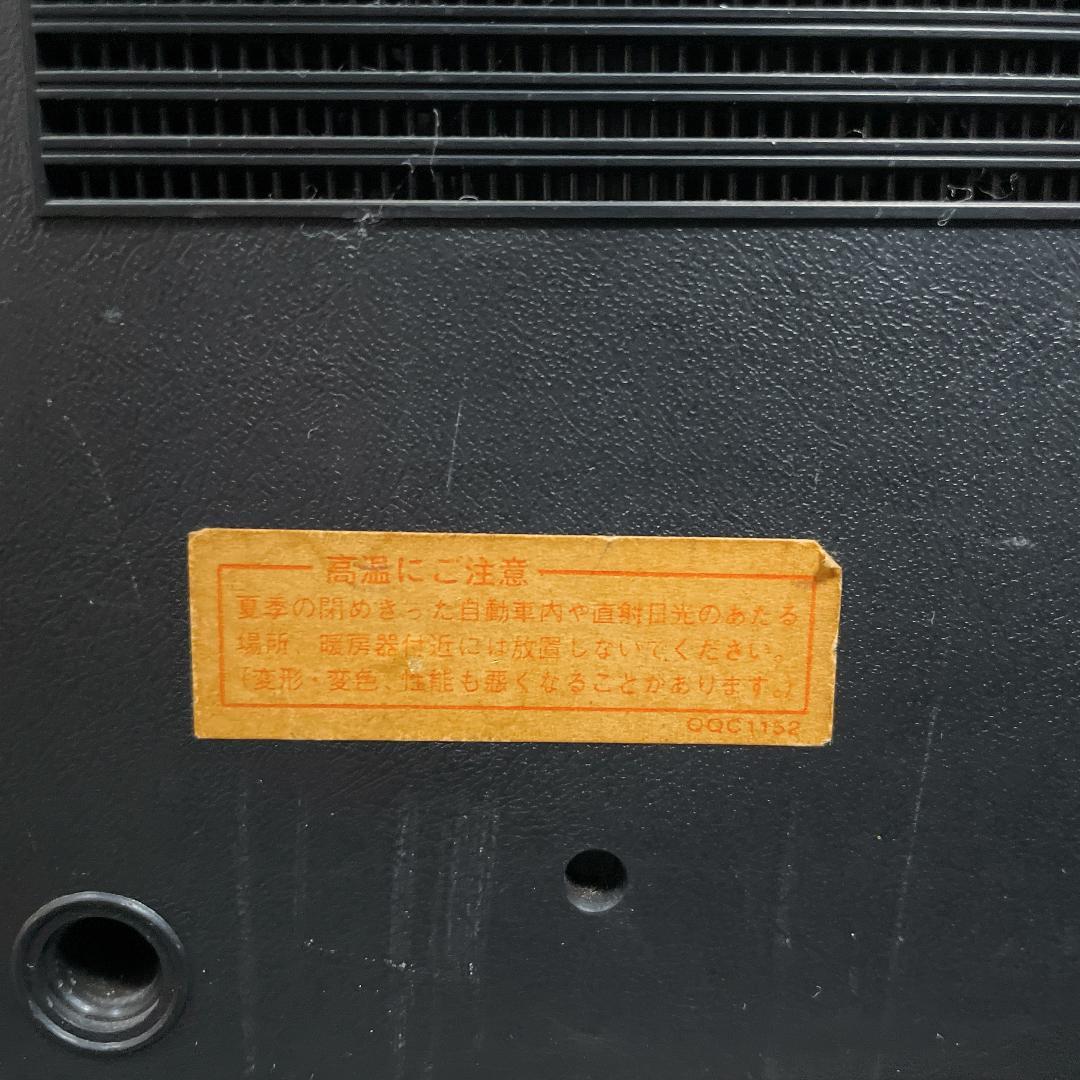 高温にご注意
夏季の閉めきった自動車内や直射日光のあたる
場所、暖房器付近には放置しないでください。
(変形・変色、性能も悪くなることがあります。)
QQC1152